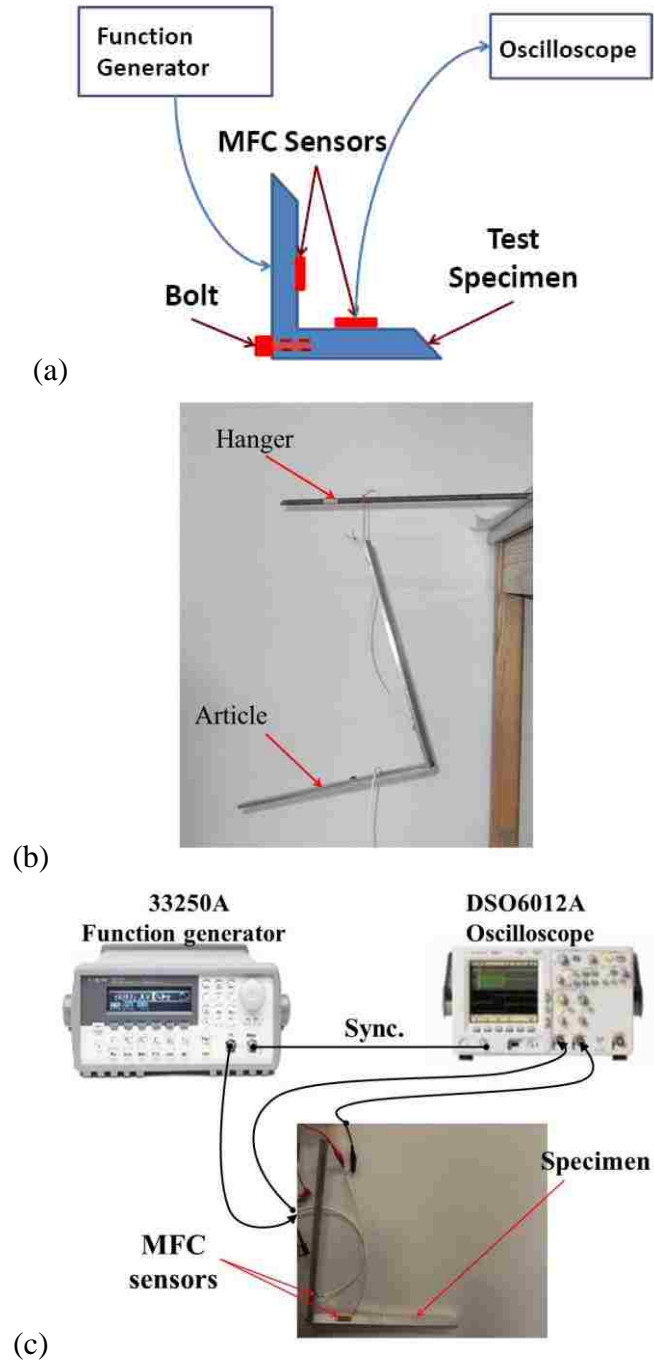 Function
Generator
Oscilloscope
MFC Sensors
Test
Specimen
Bolt
(a)
Hanger
Article
(b)
33250A
Function generator
DSO6012A
Oscilloscope
Sync.
Specimen
MFC
sensors
(c)